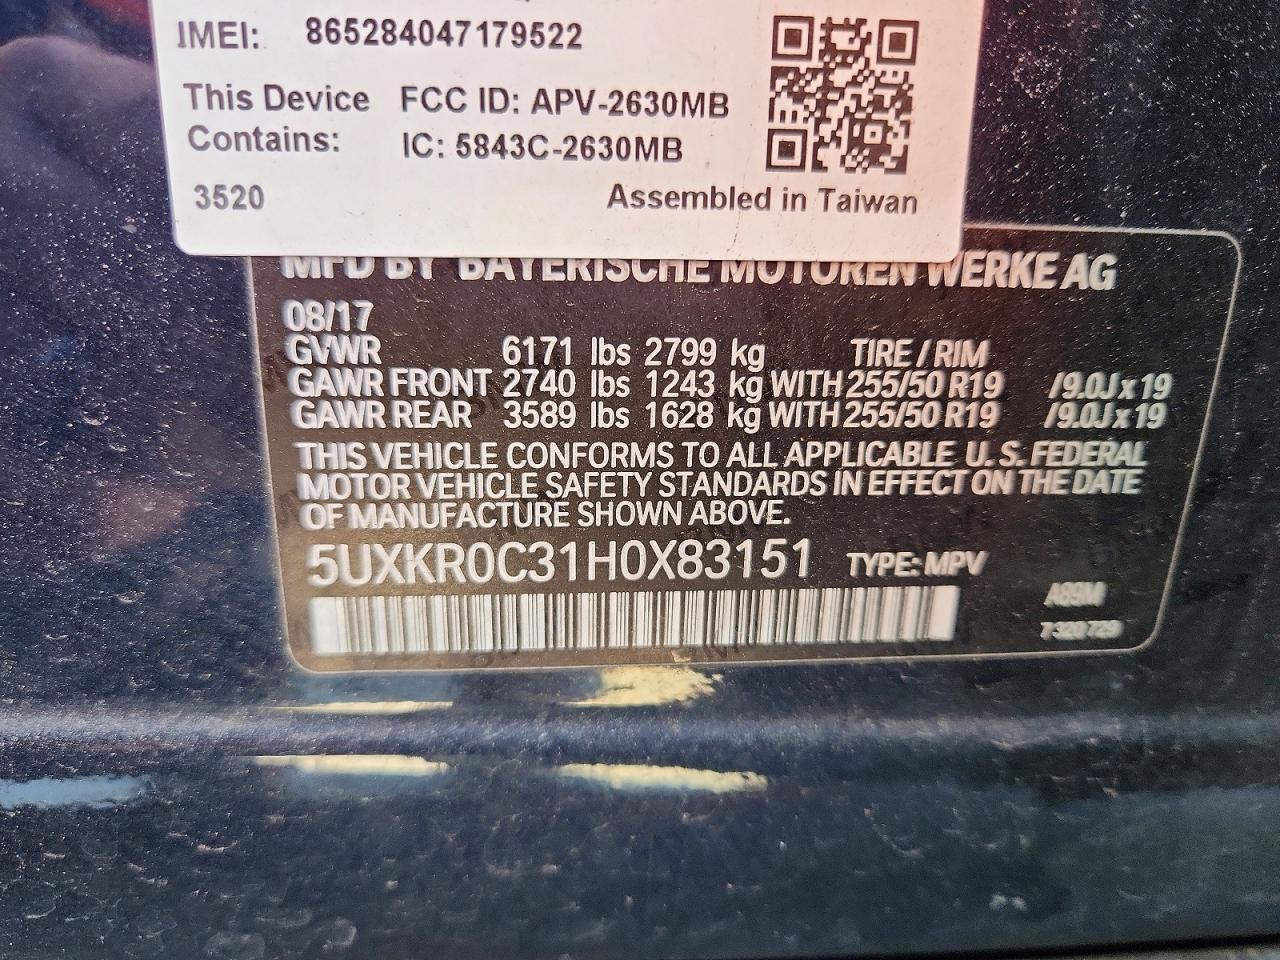 IMEI: 865284047179522
This Device Contains: FCC ID: APV-2630MB
IC: 5843C-2630MB
3520 Assembled in Taiwan
MFD BY BAYERISCHE MOTOREN WERKE AG
08/17
GVWR 6171 lbs 2799 kg TIRE / RIM
GAWR FRONT 2740 lbs 1243 kg WITH 255/50 R19 /9.0J x 19
GAWR REAR 3589 lbs 1628 kg WITH 255/50 R19 /9.0J x 19
THIS VEHICLE CONFORMS TO ALL APPLICABLE U.S. FEDERAL
MOTOR VEHICLE SAFETY STANDARDS IN EFFECT ON THE DATE
OF MANUFACTURE SHOWN ABOVE.
5UXKR0C31H0X83151 TYPE: MPV
A89M
7320729